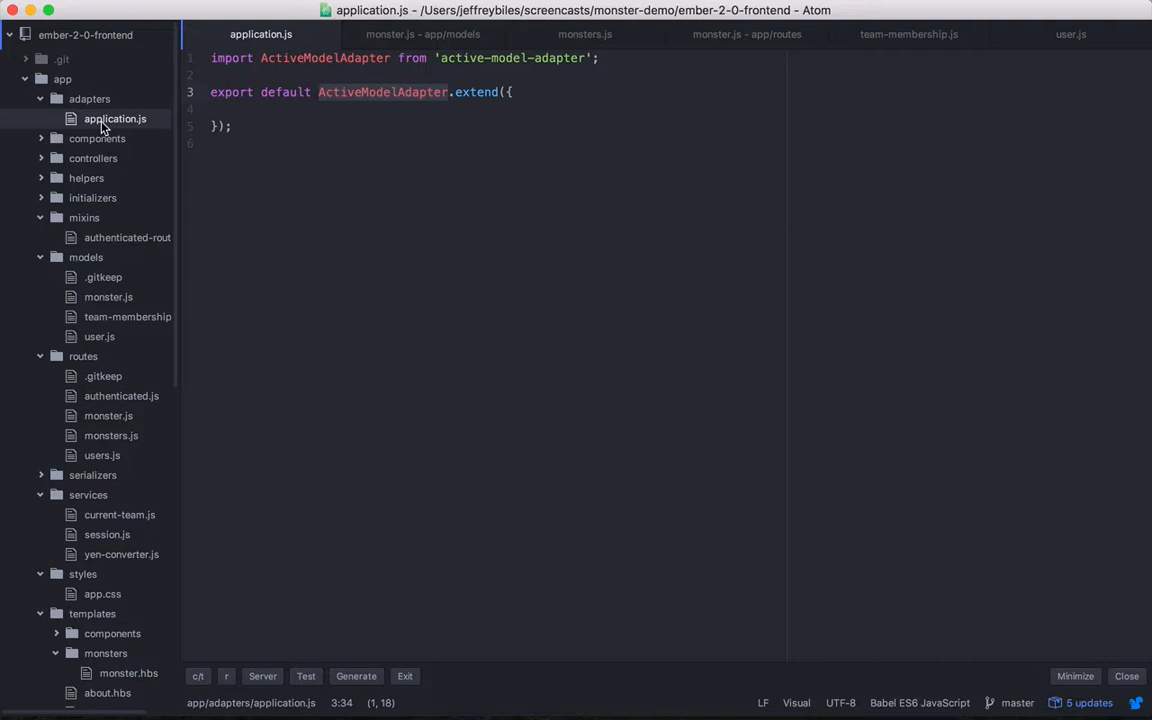 application.js - /Users/jeffreybiles/screencasts/monster-demo/ember-2-0-frontend - Atom
ember-2-0-frontend
.git
app
adapters
application.js
components
controllers
helpers
initializers
mixins
authenticated-rout
models
.gitkeep
monster.js
team-membership
user.js
routes
.gitkeep
authenticated.js
monster.js
monsters.js
users.js
serializers
services
current-team.js
session.js
yen-converter.js
styles
app.css
templates
components
monsters
monster.hbs
about.hbs
application.js monster.js - app/models monsters.js monster.js - app/routes team-membership.js user.js
1 import ActiveModelAdapter from 'active-model-adapter';
2
3 export default ActiveModelAdapter.extend({
4
5 });
6
c/t r Server Test Generate Exit Minimize Close
app/adapters/application.js 3:34 (1, 18) LF Visual UTF-8 Babel ES6 JavaScript master 5 updates